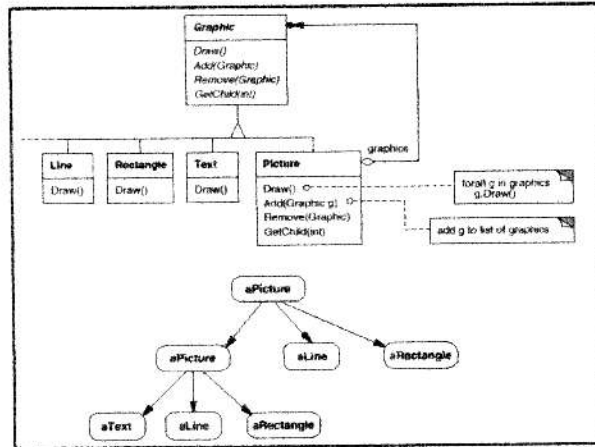 Graphic
Draw()
Add(Graphic)
Remove(Graphic)
GetChild(int)
graphics
Line
Draw()
Rectangle
Draw()
Text
Draw()
Picture
Draw()
Add(Graphic g)
Remove(Graphic)
GetChild(int)
forall g in graphics
g.Draw()
add g to list of graphics
aPicture
aPicture
aLine
aRectangle
aText
aLine
aRectangle